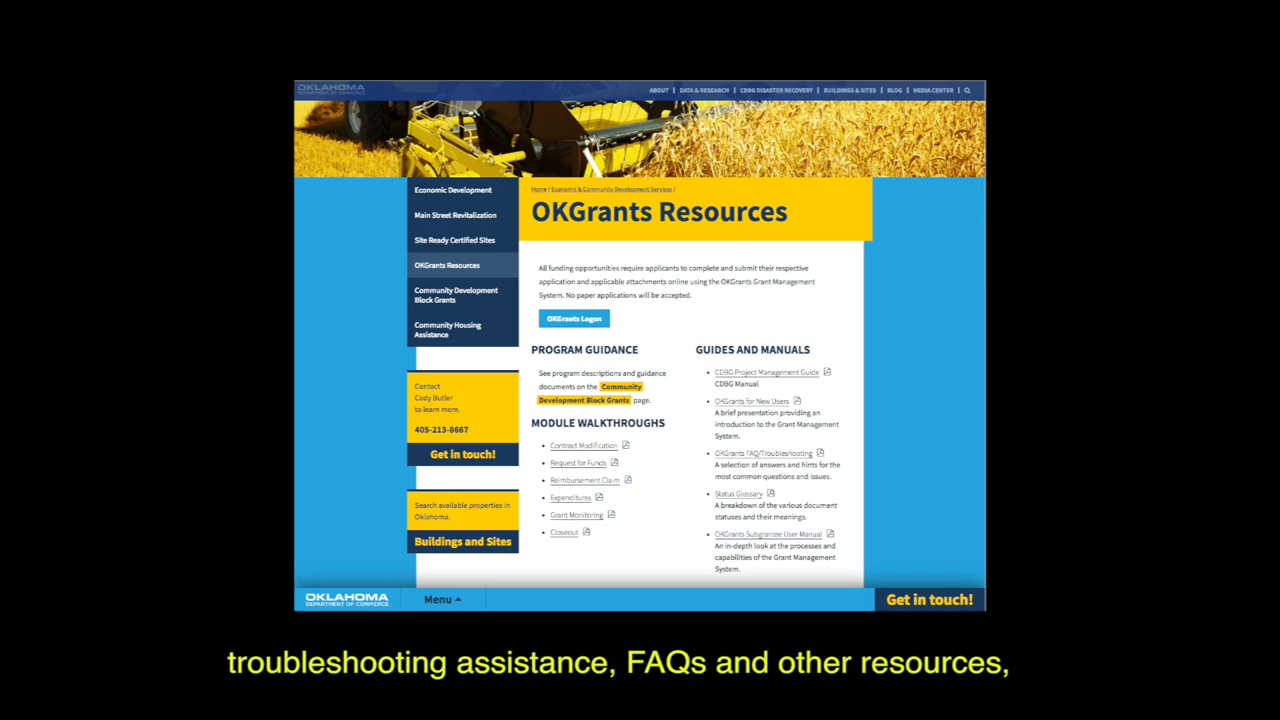 OKLAHOMA
DEPARTMENT OF COMMERCE
ABOUT | DATA & RESEARCH | CDBG DISASTER RECOVERY | BUILDINGS & SITES | BLOG | MEDIA CENTER |
Economic Development
Main Street Revitalization
Site Ready Certified Sites
OKGrants Resources
Community Development
Block Grants
Community Housing
Assistance
Contact
Cody Butler
to learn more.
405-213-8667
Get in touch!
Search available properties in
Oklahoma.
Buildings and Sites
Home / Economic & Community Development Services /
OKGrants Resources
All funding opportunities require applicants to complete and submit their respective
application and applicable attachments online using the OKGrants Grant Management
System. No paper applications will be accepted.
OKGrants Logon
PROGRAM GUIDANCE
See program descriptions and guidance
documents on the Community
Development Block Grants page.
MODULE WALKTHROUGHS
• Contract Modification
• Request for Funds
• Reimbursement Claim
• Expenditures
• Grant Monitoring
• Closeout
GUIDES AND MANUALS
• CDBG Project Management Guide
CDBG Manual
• OKGrants for New Users
A brief presentation providing an
introduction to the Grant Management
System.
• OKGrants FAQ/Troubleshooting
A selection of answers and hints for the
most common questions and issues.
• Status Glossary
A breakdown of the various document
statuses and their meanings.
• OKGrants Subgrantee User Manual
An in-depth look at the processes and
capabilities of the Grant Management
System.
OKLAHOMA
DEPARTMENT OF COMMERCE
Menu
Get in touch!
troubleshooting assistance, FAQs and other resources,